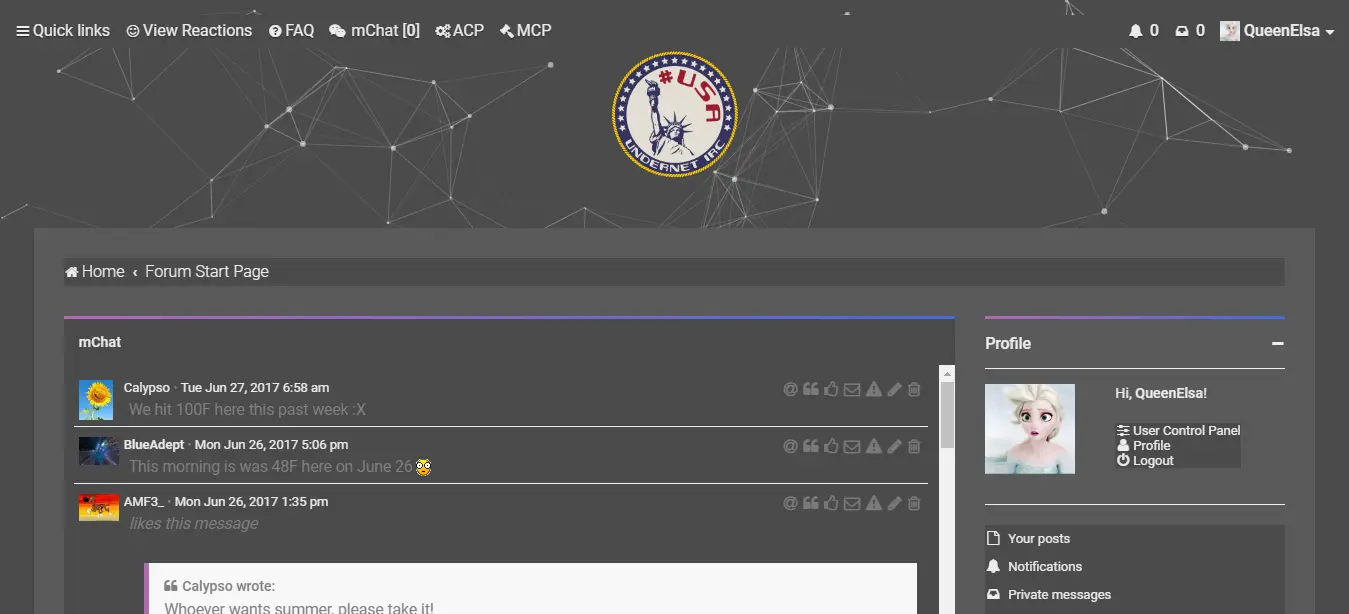 Quick links View Reactions FAQ mChat [0] ACP MCP 0 0 QueenElsa
#USA
UNDERNET IRC
Home ‹ Forum Start Page
mChat
Calypso · Tue Jun 27, 2017 6:58 am
We hit 100F here this past week :X
BlueAdept · Mon Jun 26, 2017 5:06 pm
This morning is was 48F here on June 26
AMF3_ · Mon Jun 26, 2017 1:35 pm
likes this message
Calypso wrote:
Whoever wants summer, please take it!
Profile
Hi, QueenElsa!
User Control Panel
Profile
Logout
Your posts
Notifications
Private messages